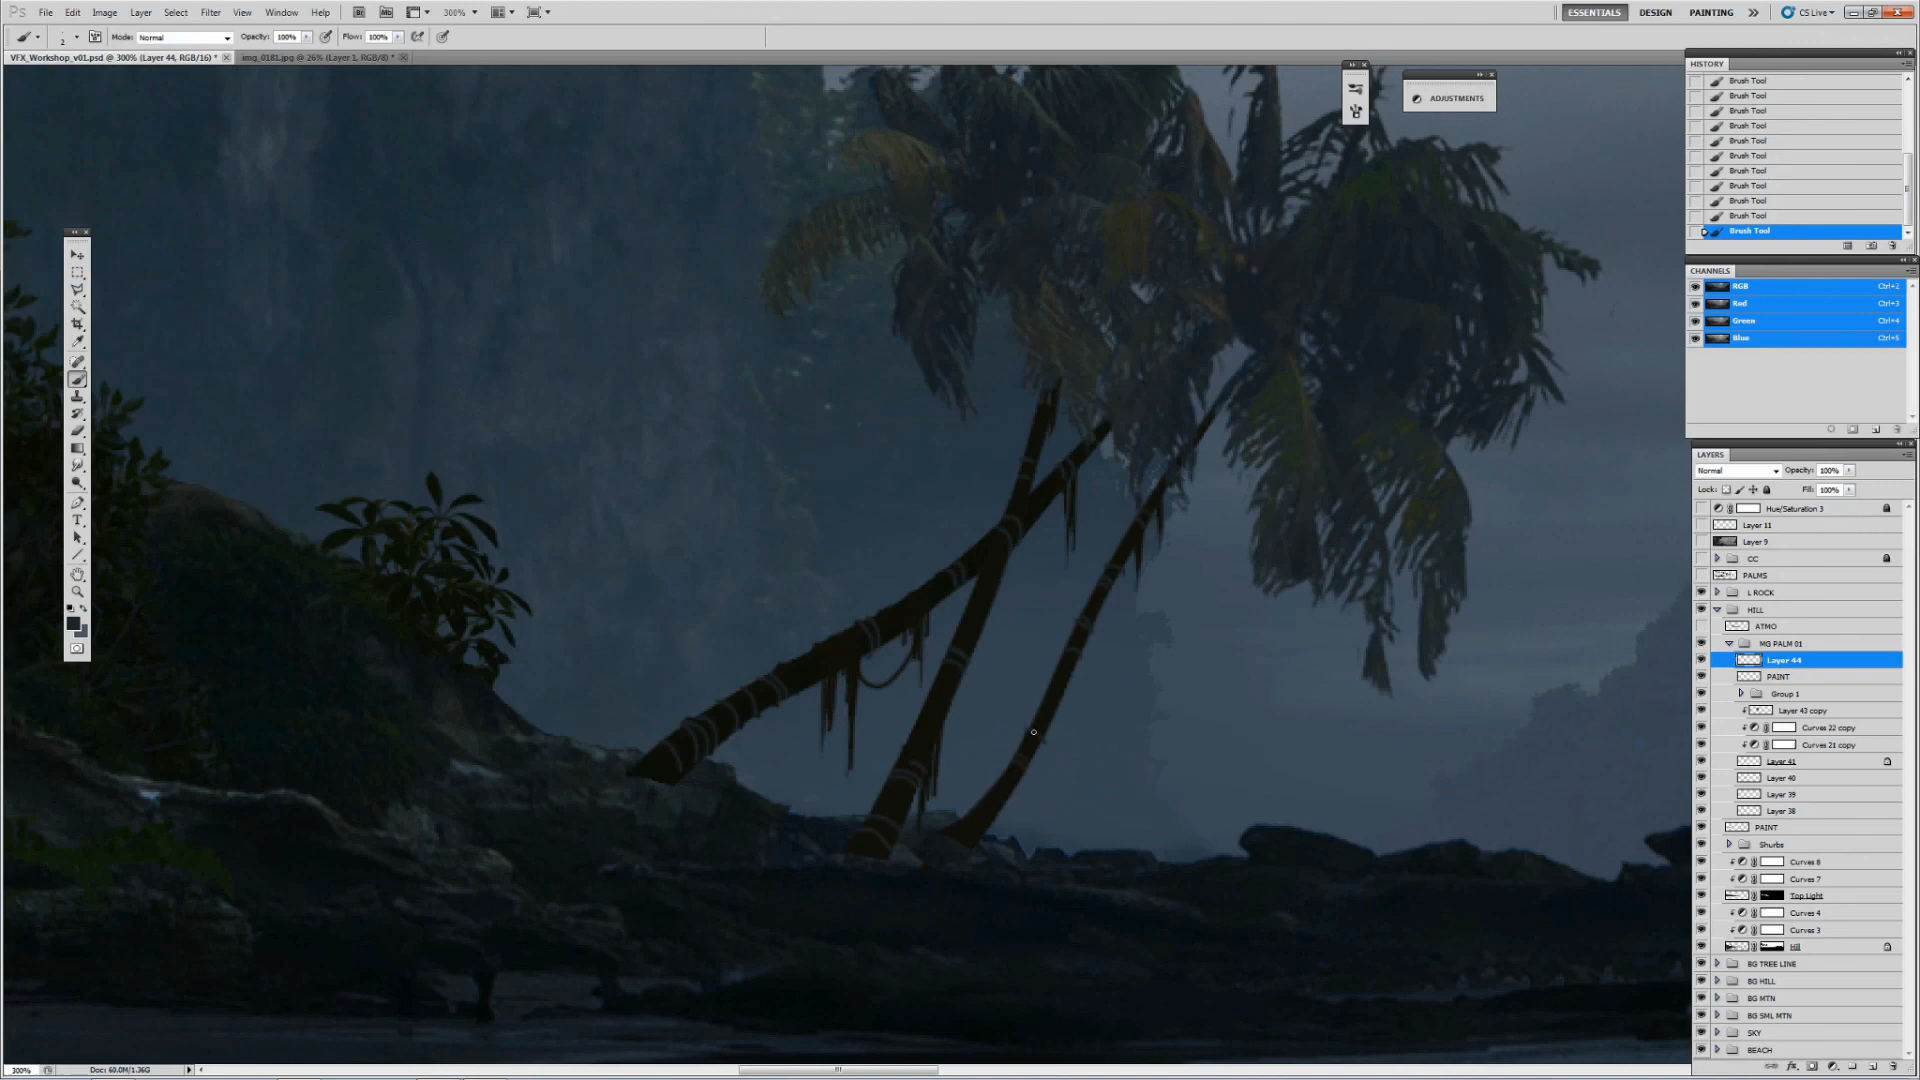 Ps File Edit Image Layer Select Filter View Window Help Br Mb 300% ESSENTIALS DESIGN PAINTING CS Live
2 Mode: Normal Opacity: 100% Flow: 100%
VFX_Workshop_v01.psd @ 300% (Layer 44, RGB/16) * img_0181.jpg @ 26% (Layer 1, RGB/8) *
ADJUSTMENTS
HISTORY
Brush Tool
Brush Tool
Brush Tool
Brush Tool
Brush Tool
Brush Tool
Brush Tool
Brush Tool
Brush Tool
Brush Tool
Brush Tool
CHANNELS
RGB Ctrl+2
Red Ctrl+3
Green Ctrl+4
Blue Ctrl+5
LAYERS
Normal Opacity: 100%
Lock: Fill: 100%
Hue/Saturation 3
Layer 11
Layer 9
CC
PALMS
L ROCK
HILL
ATMO
MG PALM 01
Layer 44
PAINT
Group 1
Layer 43 copy
Curves 22 copy
Curves 21 copy
Layer 41
Layer 40
Layer 39
Layer 38
PAINT
Shurbs
Curves 8
Curves 7
Top Light
Curves 4
Curves 3
Hill
BG TREE LINE
BG HILL
BG MTN
BG SML MTN
SKY
BEACH
300% Doc: 60.0M/1.36G